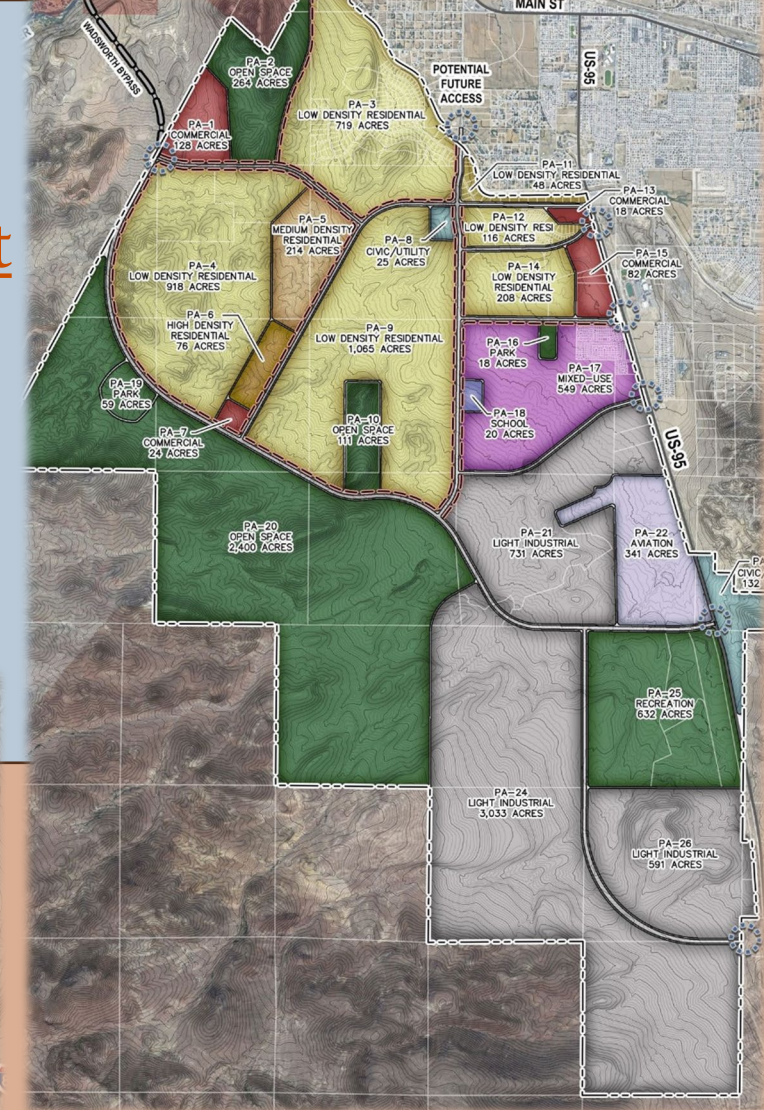 MAIN ST
WADSWORTH BYPASS
US-95
PA-2
OPEN SPACE
264 ACRES
POTENTIAL
FUTURE
ACCESS
PA-3
LOW DENSITY RESIDENTIAL
719 ACRES
PA-1
COMMERCIAL
128 ACRES
PA-11
LOW DENSITY RESIDENTIAL
48 ACRES
PA-13
COMMERCIAL
18 ACRES
PA-5
MEDIUM DENSITY
RESIDENTIAL
214 ACRES
PA-8
CIVIC/UTILITY
25 ACRES
PA-12
LOW DENSITY RESI
116 ACRES
PA-15
COMMERCIAL
82 ACRES
PA-4
LOW DENSITY RESIDENTIAL
918 ACRES
PA-14
LOW DENSITY
RESIDENTIAL
208 ACRES
t
PA-6
HIGH DENSITY
RESIDENTIAL
76 ACRES
PA-9
LOW DENSITY RESIDENTIAL
1,065 ACRES
PA-16
PARK
18 ACRES
PA-17
MIXED-USE
549 ACRES
PA-19
PARK
59 ACRES
PA-7
COMMERCIAL
24 ACRES
PA-10
OPEN SPACE
111 ACRES
PA-18
SCHOOL
20 ACRES
US-95
PA-20
OPEN SPACE
2,400 ACRES
PA-21
LIGHT INDUSTRIAL
731 ACRES
PA-22
AVIATION
341 ACRES
CIVIC
132
PA-25
RECREATION
632 ACRES
PA-24
LIGHT INDUSTRIAL
3,033 ACRES
PA-26
LIGHT INDUSTRIAL
591 ACRES